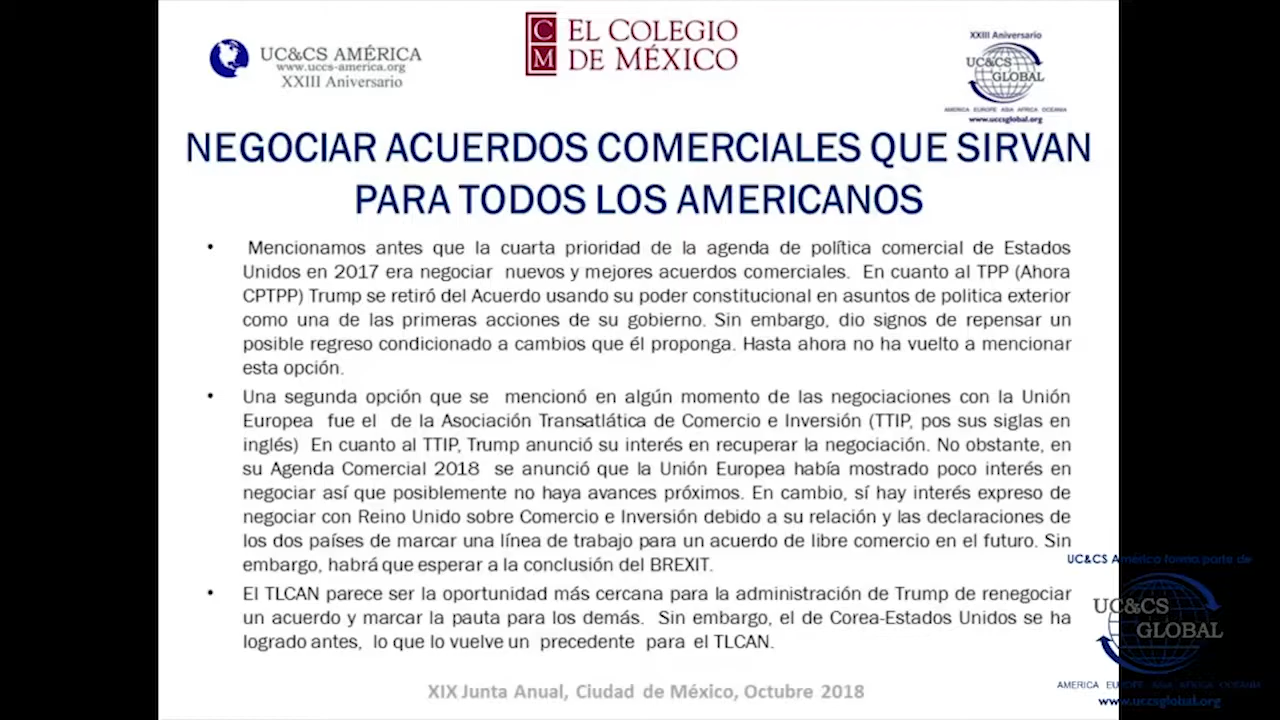 UC&CS AMÉRICA
www.uccs-america.org
XXIII Aniversario
EL COLEGIO
DE MÉXICO
CM
XXIII Aniversario
UC&CS
GLOBAL
AMERICA EUROPE ASIA AFRICA OCEANIA
www.uccsglobal.org
NEGOCIAR ACUERDOS COMERCIALES QUE SIRVAN
PARA TODOS LOS AMERICANOS
• Mencionamos antes que la cuarta prioridad de la agenda de política comercial de Estados
Unidos en 2017 era negociar nuevos y mejores acuerdos comerciales. En cuanto al TPP (Ahora
CPTPP) Trump se retiró del Acuerdo usando su poder constitucional en asuntos de politica exterior
como una de las primeras acciones de su gobierno. Sin embargo, dio signos de repensar un
posible regreso condicionado a cambios que él proponga. Hasta ahora no ha vuelto a mencionar
esta opción.
• Una segunda opción que se mencionó en algún momento de las negociaciones con la Unión
Europea fue el de la Asociación Transatlática de Comercio e Inversión (TTIP, pos sus siglas en
inglés) En cuanto al TTIP, Trump anunció su interés en recuperar la negociación. No obstante, en
su Agenda Comercial 2018 se anunció que la Unión Europea había mostrado poco interés en
negociar así que posiblemente no haya avances próximos. En cambio, sí hay interés expreso de
negociar con Reino Unido sobre Comercio e Inversión debido a su relación y las declaraciones de
los dos países de marcar una línea de trabajo para un acuerdo de libre comercio en el futuro. Sin
embargo, habrá que esperar a la conclusión del BREXIT.
• El TLCAN parece ser la oportunidad más cercana para la administración de Trump de renegociar
un acuerdo y marcar la pauta para los demás. Sin embargo, el de Corea-Estados Unidos se ha
logrado antes, lo que lo vuelve un precedente para el TLCAN.
XIX Junta Anual, Ciudad de México, Octubre 2018
UC&CS América forma parte de
UC&CS
GLOBAL
AMERICA EUROPE ASIA AFRICA OCEANIA
www.uccsglobal.org